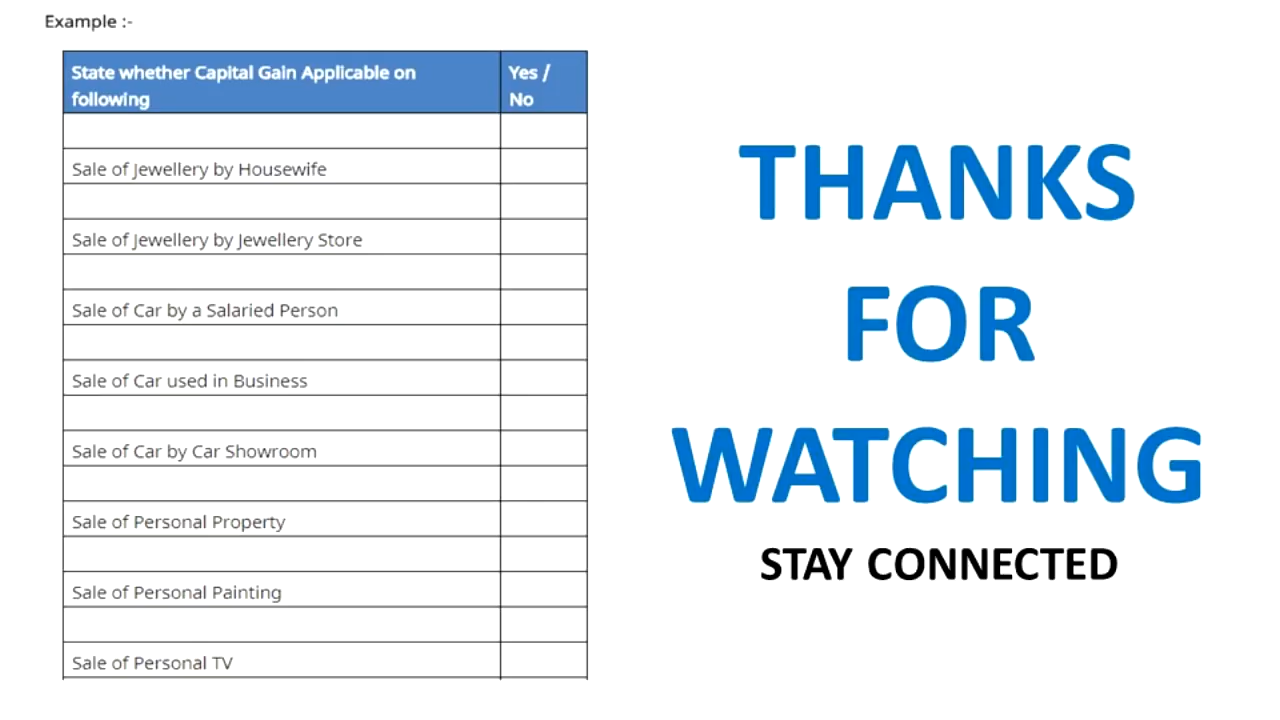 Example :-
State whether Capital Gain Applicable on
following
Yes /
No
Sale of Jewellery by Housewife
Sale of Jewellery by Jewellery Store
Sale of Car by a Salaried Person
Sale of Car used in Business
Sale of Car by Car Showroom
Sale of Personal Property
Sale of Personal Painting
Sale of Personal TV
THANKS
FOR
WATCHING
STAY CONNECTED